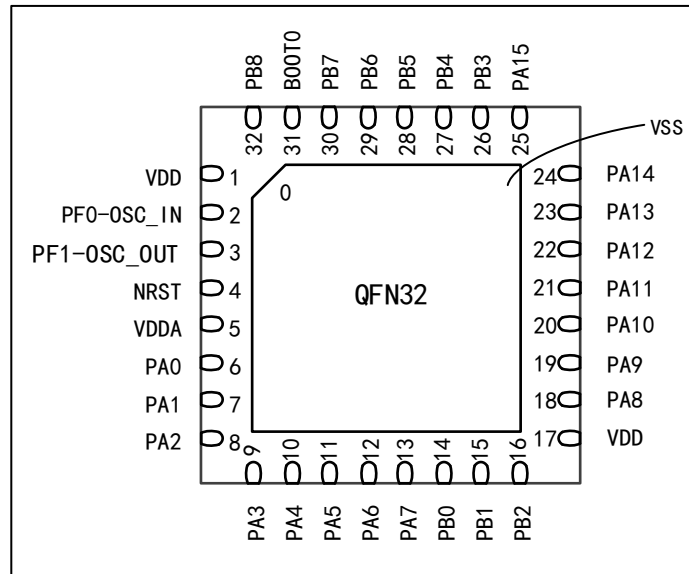 PB8 BOOT0 PB7 PB6 PB5 PB4 PB3 PA15
32 31 30 29 28 27 26 25
VSS
VDD 1
PF0-OSC_IN 2
PF1-OSC_OUT 3
NRST 4
VDDA 5
PA0 6
PA1 7
PA2 8
0
QFN32
24 PA14
23 PA13
22 PA12
21 PA11
20 PA10
19 PA9
18 PA8
17 VDD
9 10 11 12 13 14 15 16
PA3 PA4 PA5 PA6 PA7 PB0 PB1 PB2